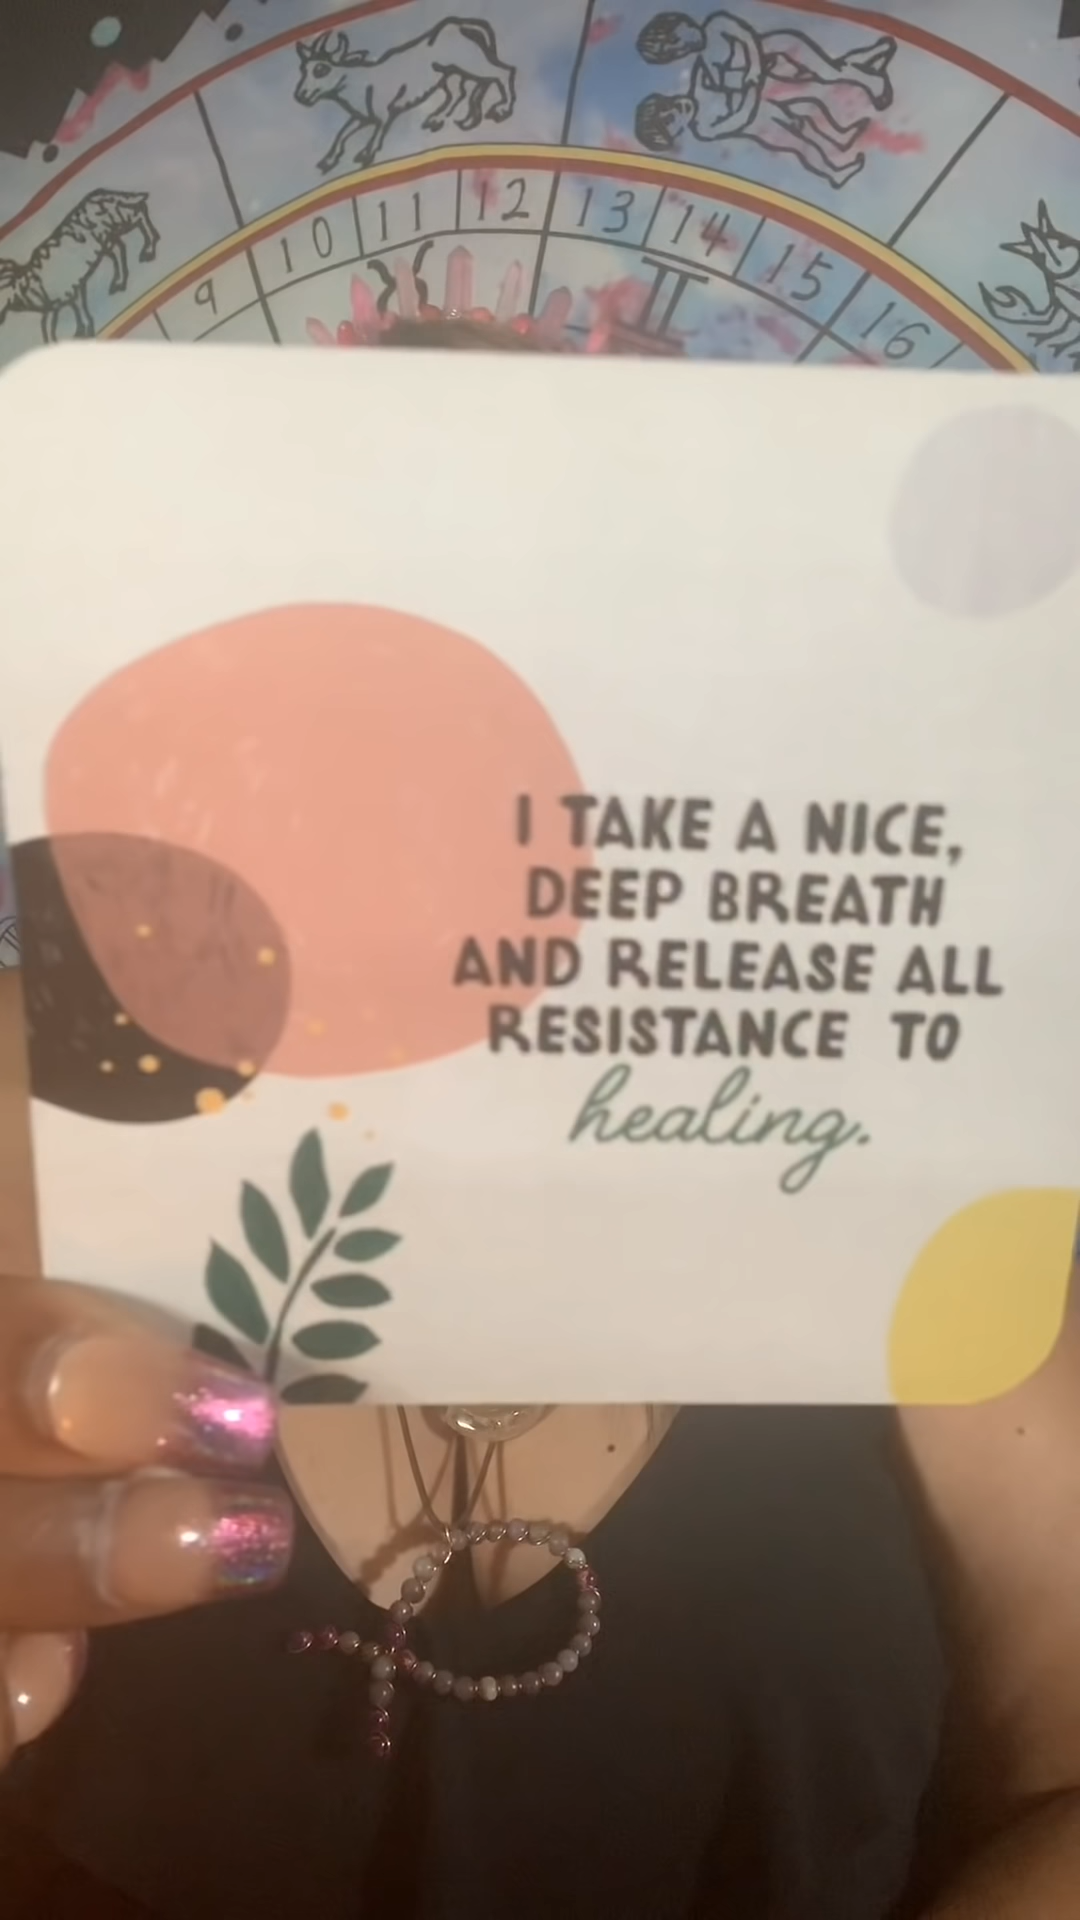 9 10 11 12 13 14 15 16
I TAKE A NICE,
DEEP BREATH
AND RELEASE ALL
RESISTANCE TO
healing.